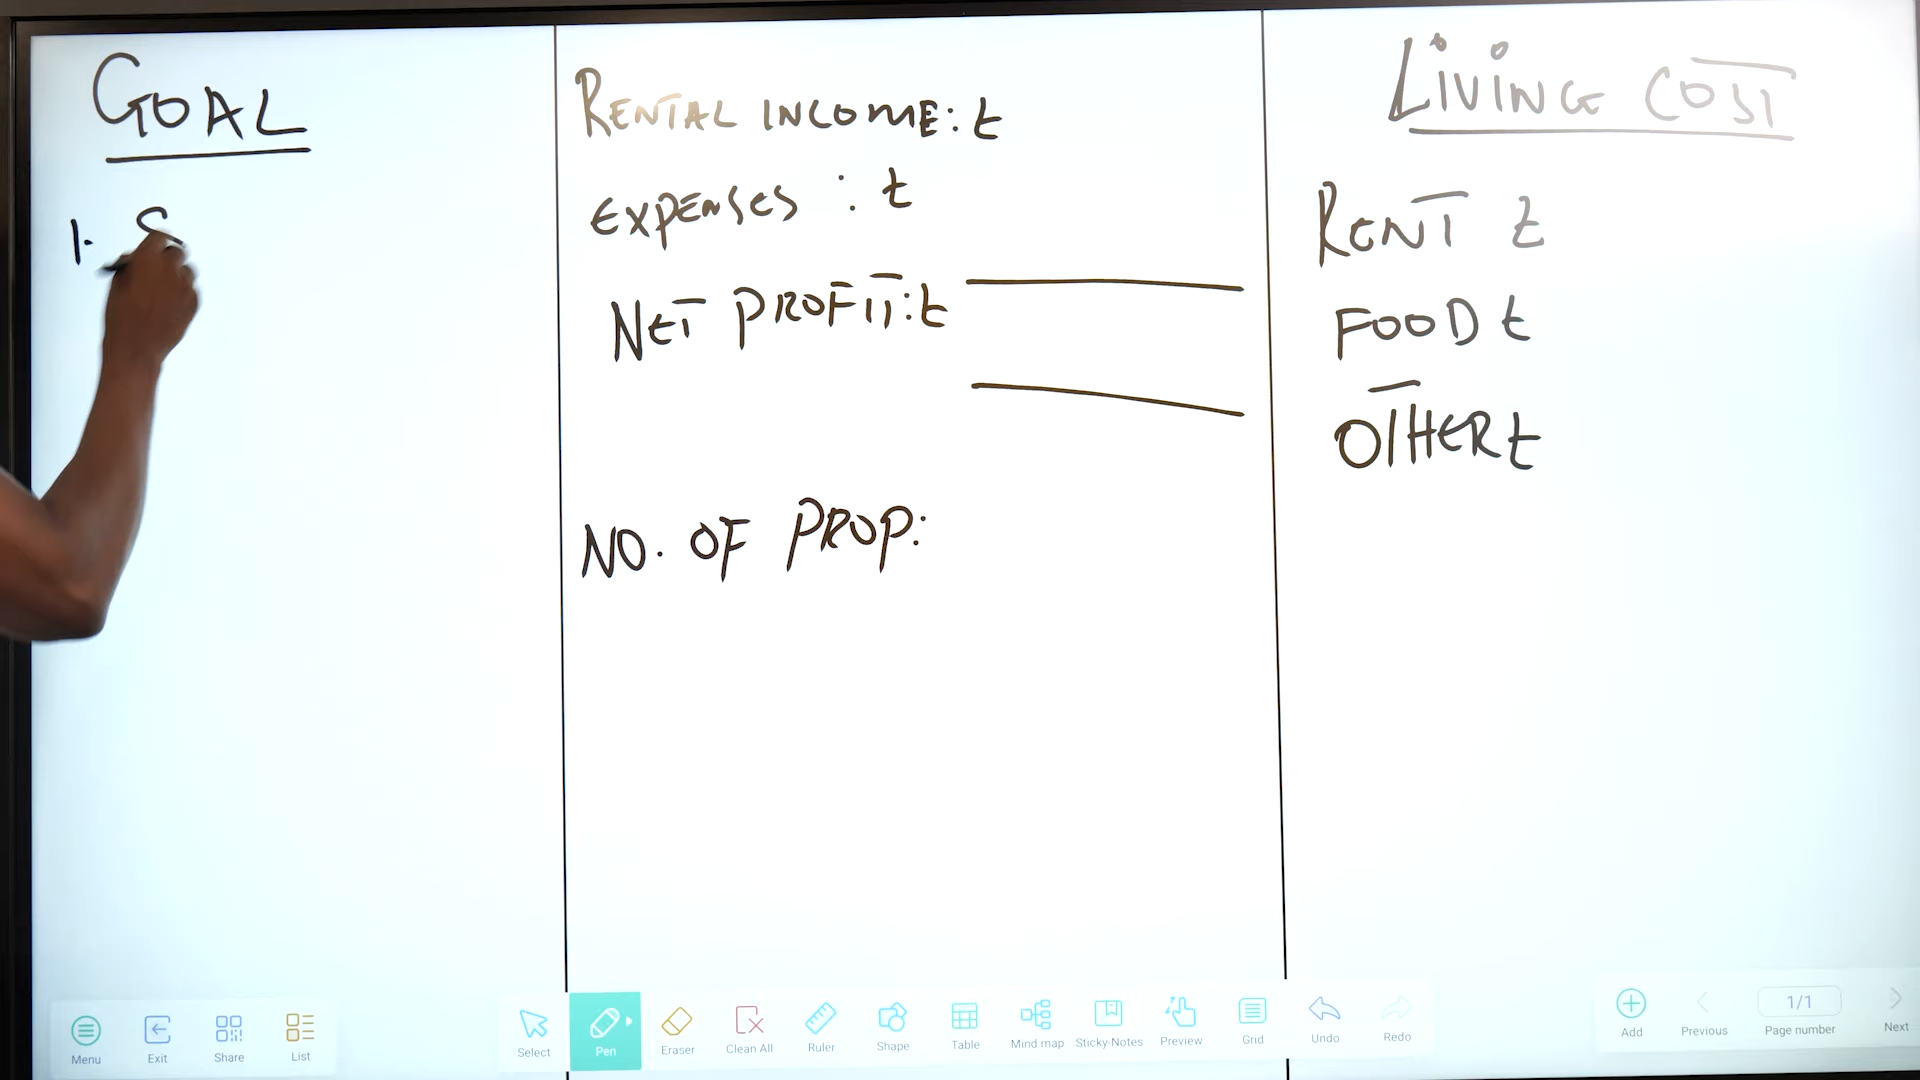 GOAL
1. S
RENTAL INCOME: £
EXPENSES : £
NET PROFIT: £
NO. OF PROP:
LIVING COST
RENT £
FOOD £
OTHER £
Menu
Exit
Share
List
Select
Pen
Eraser
Clean All
Ruler
Shape
Table
Mind map
Sticky-Notes
Preview
Grid
Undo
Redo
Add
Previous
1/1
Page number
Next